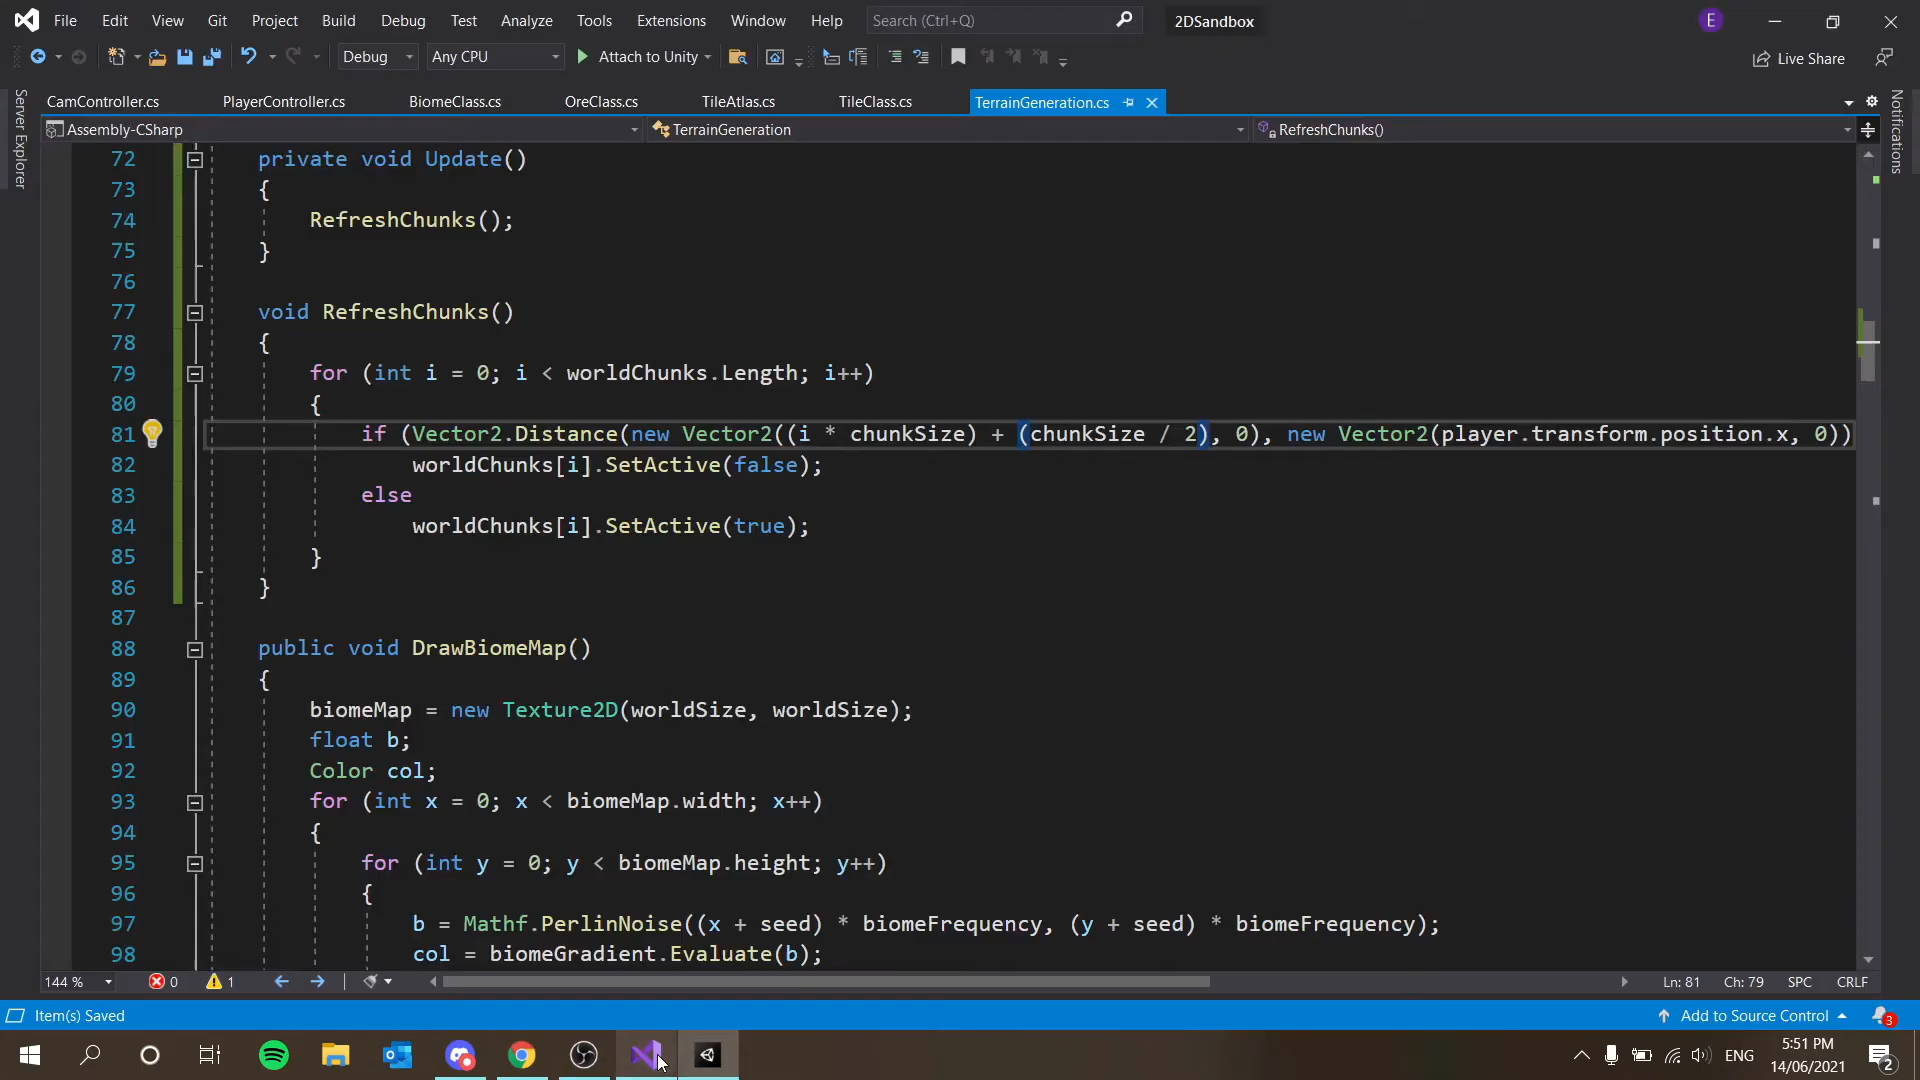 File Edit View Git Project Build Debug Test Analyze Tools Extensions Window Help Search (Ctrl+Q) 2DSandbox E
Debug Any CPU Attach to Unity Live Share
CamController.cs PlayerController.cs BiomeClass.cs OreClass.cs TileAtlas.cs TileClass.cs TerrainGeneration.cs
Assembly-CSharp TerrainGeneration RefreshChunks()
Server Explorer
Notifications
72 private void Update()
73 {
74 RefreshChunks();
75 }
76
77 void RefreshChunks()
78 {
79 for (int i = 0; i < worldChunks.Length; i++)
80 {
81 if (Vector2.Distance(new Vector2((i * chunkSize) + (chunkSize / 2), 0), new Vector2(player.transform.position.x, 0))
82 worldChunks[i].SetActive(false);
83 else
84 worldChunks[i].SetActive(true);
85 }
86 }
87
88 public void DrawBiomeMap()
89 {
90 biomeMap = new Texture2D(worldSize, worldSize);
91 float b;
92 Color col;
93 for (int x = 0; x < biomeMap.width; x++)
94 {
95 for (int y = 0; y < biomeMap.height; y++)
96 {
97 b = Mathf.PerlinNoise((x + seed) * biomeFrequency, (y + seed) * biomeFrequency);
98 col = biomeGradient.Evaluate(b);
144 % 0 1 Ln: 81 Ch: 79 SPC CRLF
Item(s) Saved Add to Source Control 3
ENG 5:51 PM
14/06/2021 2